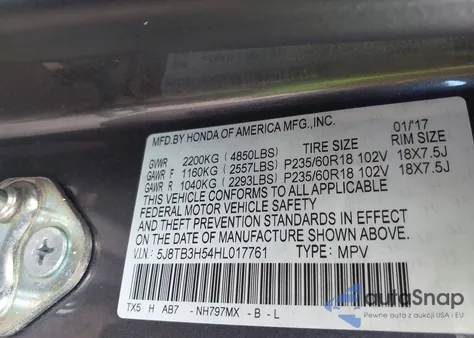 MFD.BY HONDA OF AMERICA MFG.,INC. 01/'17
TIRE SIZE RIM SIZE
GVWR 2200KG (4850LBS)
GAWR F 1160KG (2557LBS) P235/60R18 102V 18X7.5J
GAWR R 1040KG (2293LBS) P235/60R18 102V 18X7.5J
THIS VEHICLE CONFORMS TO ALL APPLICABLE
FEDERAL MOTOR VEHICLE SAFETY
AND THEFT PREVENTION STANDARDS IN EFFECT
ON THE DATE OF MANUFACTURE SHOWN ABOVE.
V.I.N: 5J8TB3H54HL017761 TYPE: MPV
TX5 H AB7 -NH797MX -B -L
autoSnap
Pewne auta z aukcji USA